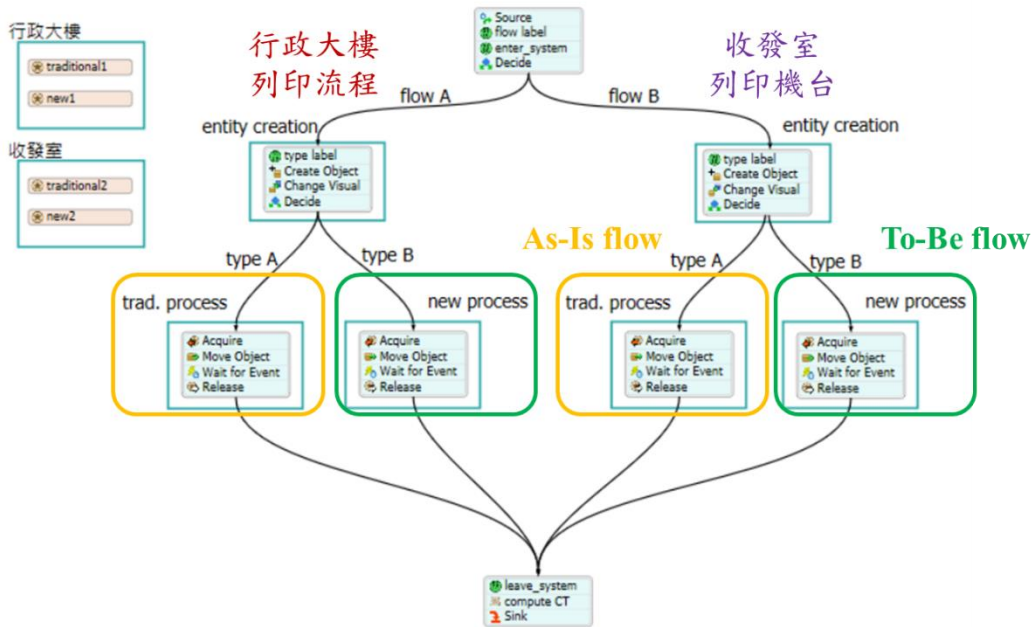 行政大樓
traditional1
new1
收發室
traditional2
new2
行政大樓
列印流程
Source
flow label
enter_system
Decide
收發室
列印機台
flow A
flow B
entity creation
type label
Create Object
Change Visual
Decide
entity creation
type label
Create Object
Change Visual
Decide
As-Is flow
To-Be flow
type A
type B
type A
type B
trad. process
Acquire
Move Object
Wait for Event
Release
new process
Acquire
Move Object
Wait for Event
Release
trad. process
Acquire
Move Object
Wait for Event
Release
new process
Acquire
Move Object
Wait for Event
Release
leave_system
compute CT
Sink